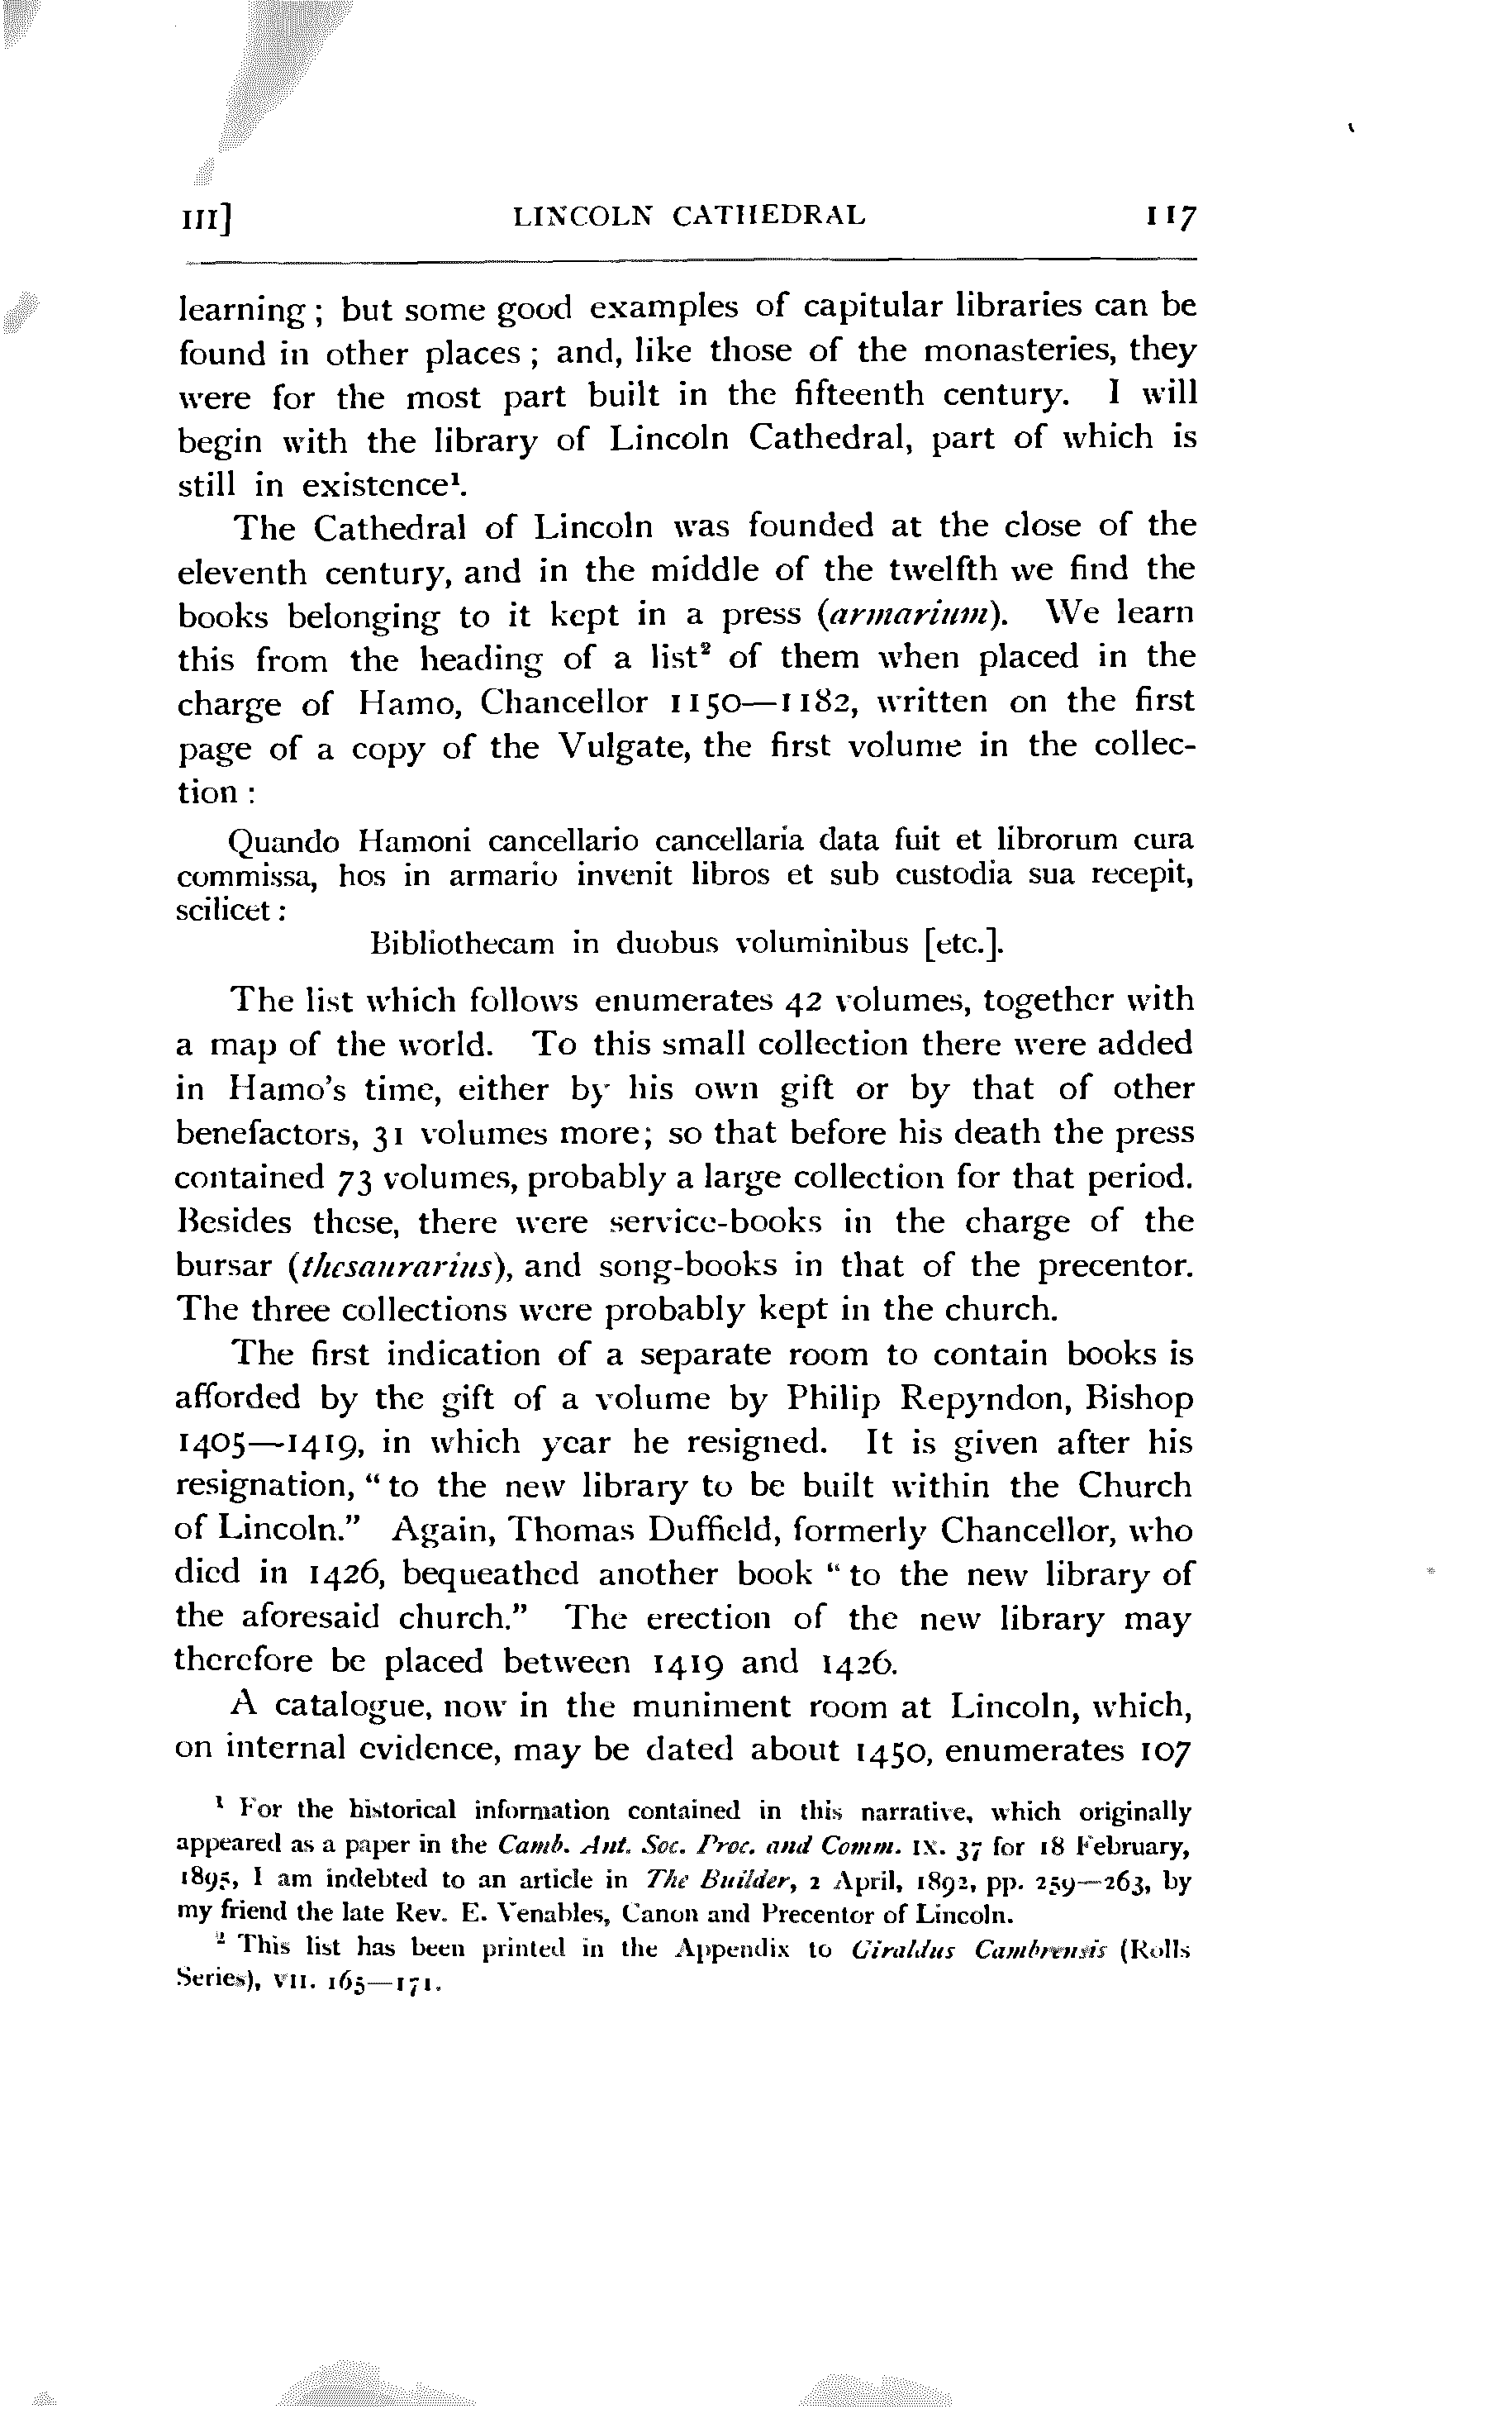 III] LINCOLN CATHEDRAL 117
learning; but some good examples of capitular libraries can be
found in other places; and, like those of the monasteries, they
were for the most part built in the fifteenth century. I will
begin with the library of Lincoln Cathedral, part of which is
still in existence¹.
The Cathedral of Lincoln was founded at the close of the
eleventh century, and in the middle of the twelfth we find the
books belonging to it kept in a press (armarium). We learn
this from the heading of a list² of them when placed in the
charge of Hamo, Chancellor 1150—1182, written on the first
page of a copy of the Vulgate, the first volume in the collec-
tion:
Quando Hamoni cancellario cancellaria data fuit et librorum cura
commissa, hos in armario invenit libros et sub custodia sua recepit,
scilicet:
Bibliothecam in duobus voluminibus [etc.].
The list which follows enumerates 42 volumes, together with
a map of the world. To this small collection there were added
in Hamo's time, either by his own gift or by that of other
benefactors, 31 volumes more; so that before his death the press
contained 73 volumes, probably a large collection for that period.
Besides these, there were service-books in the charge of the
bursar (thesaurarius), and song-books in that of the precentor.
The three collections were probably kept in the church.
The first indication of a separate room to contain books is
afforded by the gift of a volume by Philip Repyndon, Bishop
1405—1419, in which year he resigned. It is given after his
resignation, "to the new library to be built within the Church
of Lincoln." Again, Thomas Duffield, formerly Chancellor, who
died in 1426, bequeathed another book "to the new library of
the aforesaid church." The erection of the new library may
therefore be placed between 1419 and 1426.
A catalogue, now in the muniment room at Lincoln, which,
on internal evidence, may be dated about 1450, enumerates 107
¹ For the historical information contained in this narrative, which originally
appeared as a paper in the Camb. Ant. Soc. Proc. and Comm. IX. 37 for 18 February,
1895, I am indebted to an article in The Builder, 2 April, 1892, pp. 259—263, by
my friend the late Rev. E. Venables, Canon and Precentor of Lincoln.
² This list has been printed in the Appendix to Giraldus Cambrensis (Rolls
Series), VII. 165—171.